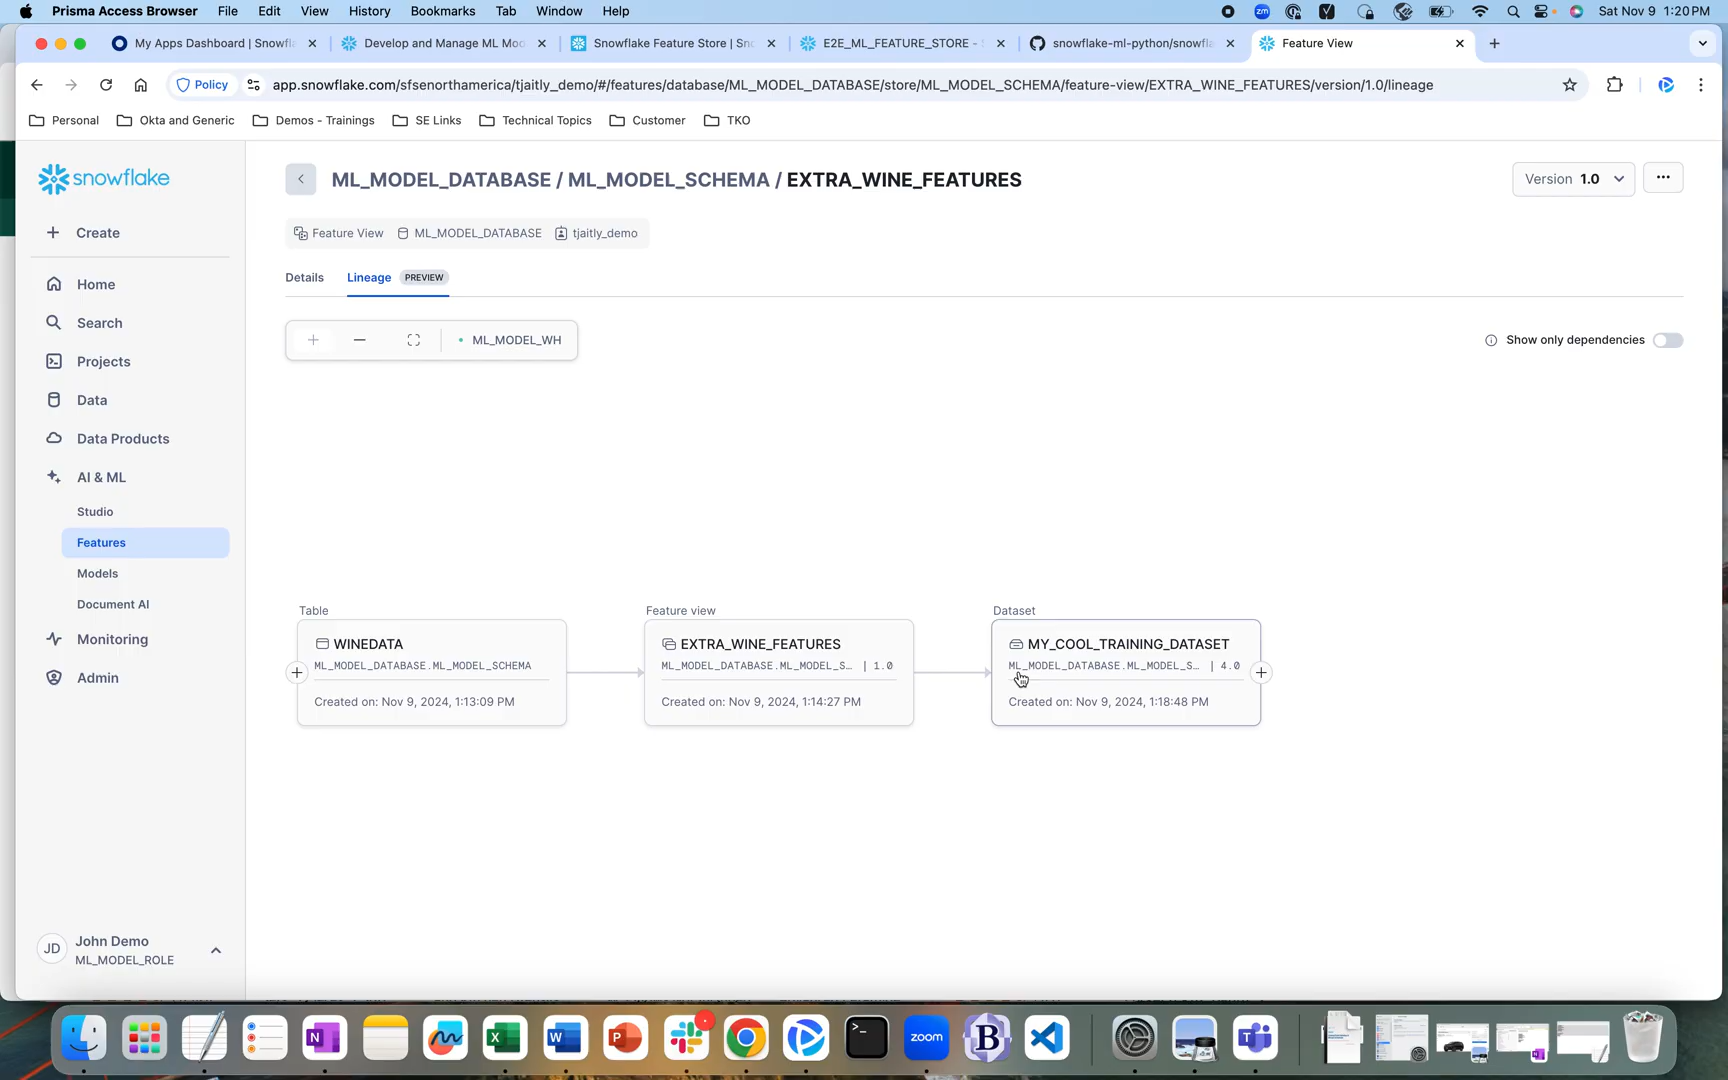 Prisma Access Browser File Edit View History Bookmarks Tab Window Help
zm
Sat Nov 9 1:20 PM
My Apps Dashboard | Snowfl
Develop and Manage ML Mod
Snowflake Feature Store | Sno
E2E_ML_FEATURE_STORE -
snowflake-ml-python/snowfla
Feature View
Policy
app.snowflake.com/sfsenorthamerica/tjaitly_demo/#/features/database/ML_MODEL_DATABASE/store/ML_MODEL_SCHEMA/feature-view/EXTRA_WINE_FEATURES/version/1.0/lineage
Personal Okta and Generic Demos - Trainings SE Links Technical Topics Customer TKO
snowflake
Create
Home
Search
Projects
Data
Data Products
AI & ML
Studio
Features
Models
Document AI
Monitoring
Admin
JD
John Demo
ML_MODEL_ROLE
ML_MODEL_DATABASE / ML_MODEL_SCHEMA / EXTRA_WINE_FEATURES
Version 1.0
Feature View ML_MODEL_DATABASE tjaitly_demo
Details Lineage PREVIEW
ML_MODEL_WH
Show only dependencies
Table
WINEDATA
ML_MODEL_DATABASE.ML_MODEL_SCHEMA
Created on: Nov 9, 2024, 1:13:09 PM
Feature view
EXTRA_WINE_FEATURES
ML_MODEL_DATABASE.ML_MODEL_S... | 1.0
Created on: Nov 9, 2024, 1:14:27 PM
Dataset
MY_COOL_TRAINING_DATASET
ML_MODEL_DATABASE.ML_MODEL_S... | 4.0
Created on: Nov 9, 2024, 1:18:48 PM
zoom